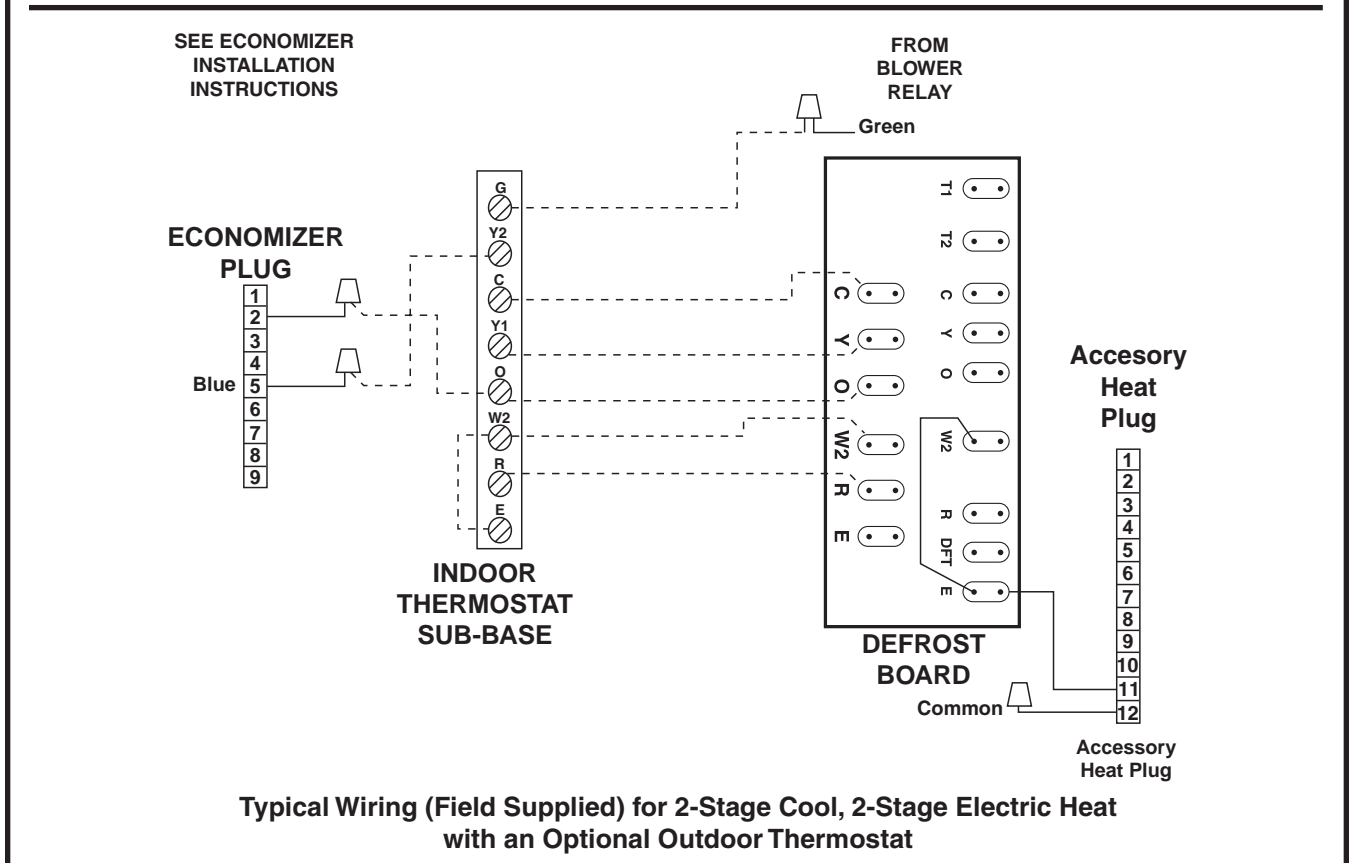 SEE ECONOMIZER
INSTALLATION
INSTRUCTIONS
FROM
BLOWER
RELAY
Green
ECONOMIZER
PLUG
1
2
3
4
5
6
7
8
9
Blue
G
Y2
C
Y1
O
W2
R
E
INDOOR
THERMOSTAT
SUB-BASE
C
Y
O
W2
R
E
T1
T2
C
Y
O
W2
R
DFT
E
DEFROST
BOARD
Accesory
Heat
Plug
1
2
3
4
5
6
7
8
9
10
11
12
Common
Accessory
Heat Plug
Typical Wiring (Field Supplied) for 2-Stage Cool, 2-Stage Electric Heat
with an Optional Outdoor Thermostat